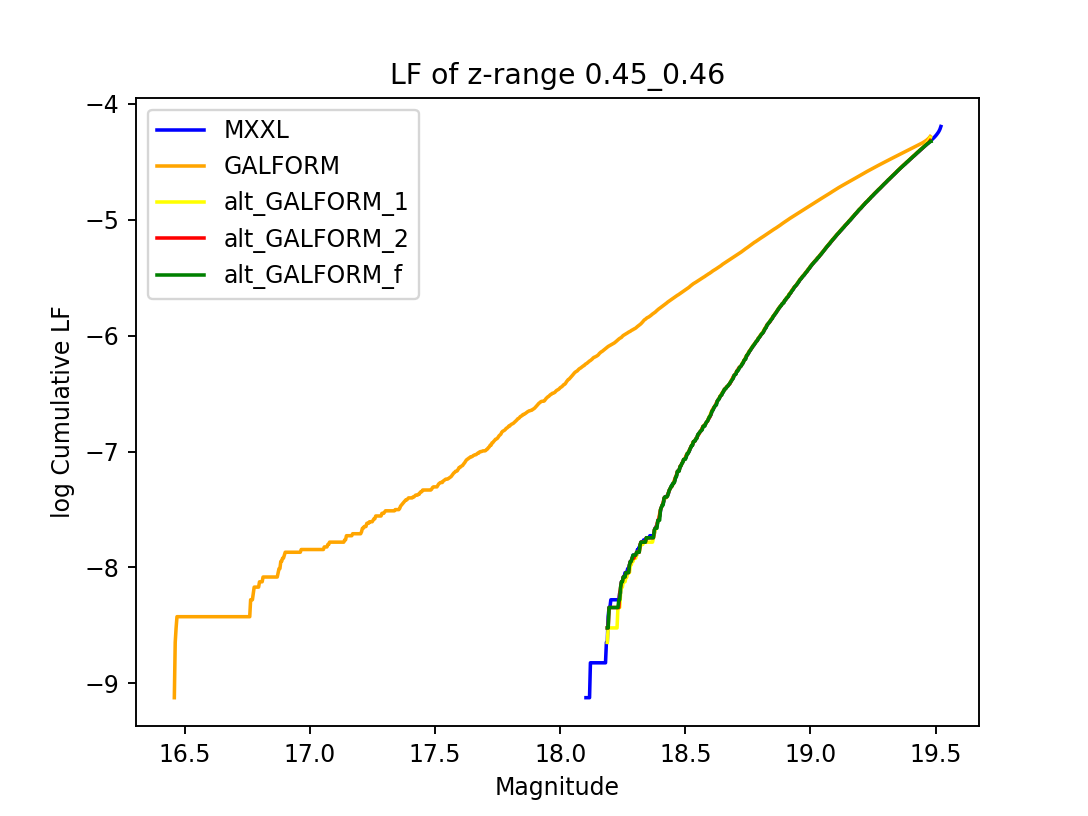 LF of z-range 0.45_0.46
−4
−5
−6
−7
−8
−9
log Cumulative LF
MXXL
GALFORM
alt_GALFORM_1
alt_GALFORM_2
alt_GALFORM_f
16.5 17.0 17.5 18.0 18.5 19.0 19.5
Magnitude